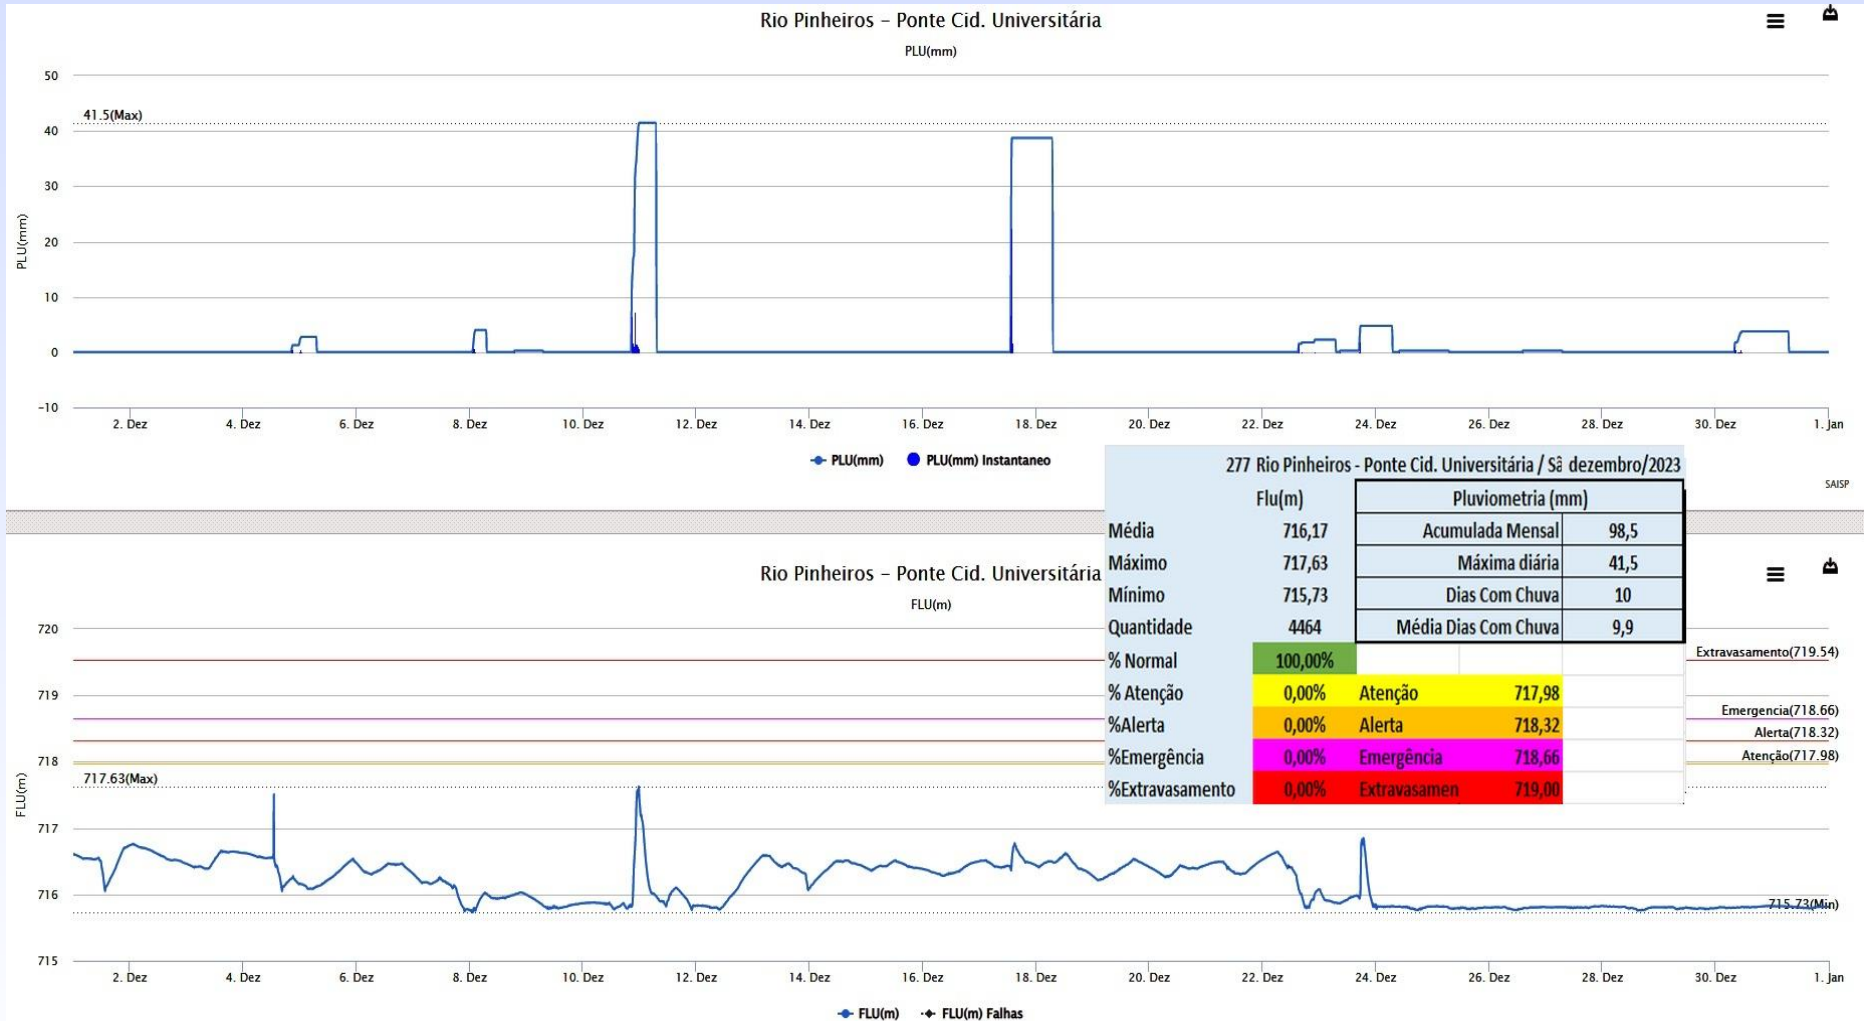 Rio Pinheiros – Ponte Cid. Universitária
PLU(mm)
50
41.5(Max)
40
30
20
10
0
-10
PLU(mm)
2. Dez 4. Dez 6. Dez 8. Dez 10. Dez 12. Dez 14. Dez 16. Dez 18. Dez 20. Dez 22. Dez 24. Dez 26. Dez 28. Dez 30. Dez 1. Jan
PLU(mm) PLU(mm) Instantaneo
SAISP
277 Rio Pinheiros - Ponte Cid. Universitária / Sã dezembro/2023
Flu(m) Pluviometria (mm)
Média 716,17 Acumulada Mensal 98,5
Máximo 717,63 Máxima diária 41,5
Mínimo 715,73 Dias Com Chuva 10
Quantidade 4464 Média Dias Com Chuva 9,9
% Normal 100,00%
% Atenção 0,00% Atenção 717,98
%Alerta 0,00% Alerta 718,32
%Emergência 0,00% Emergência 718,66
%Extravasamento 0,00% Extravasamen 719,00
Rio Pinheiros – Ponte Cid. Universitária
FLU(m)
720
Extravasamento(719.54)
719
Emergencia(718.66)
Alerta(718.32)
Atenção(717.98)
718
717.63(Max)
717
716
715.73(Min)
715
FLU(m)
2. Dez 4. Dez 6. Dez 8. Dez 10. Dez 12. Dez 14. Dez 16. Dez 18. Dez 20. Dez 22. Dez 24. Dez 26. Dez 28. Dez 30. Dez 1. Jan
FLU(m) FLU(m) Falhas